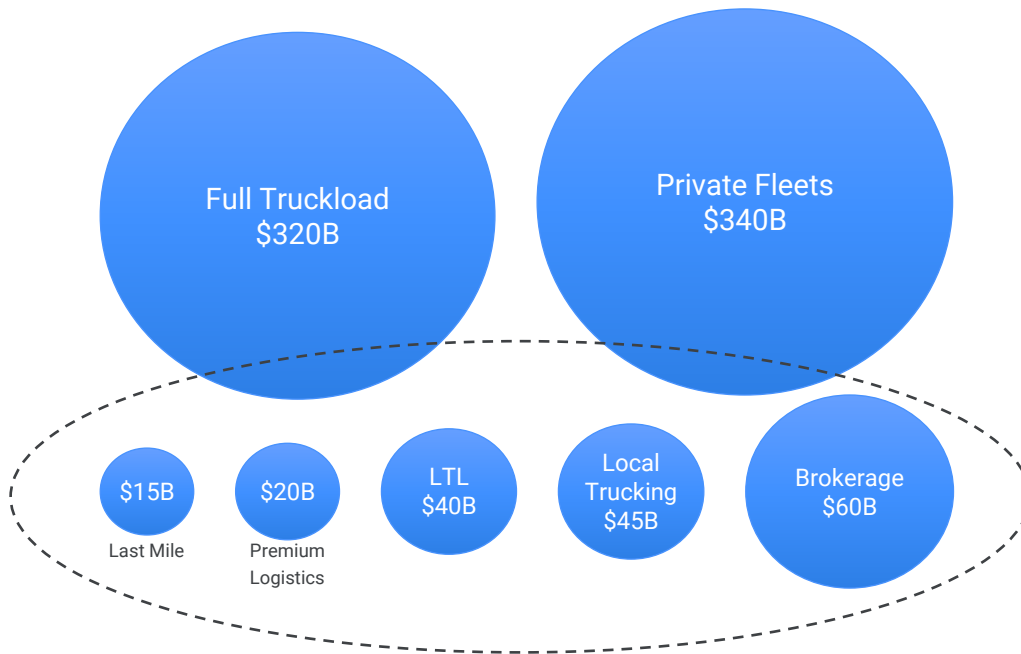 Full Truckload
$320B
Private Fleets
$340B
$15B
Last Mile
$20B
Premium
Logistics
LTL
$40B
Local
Trucking
$45B
Brokerage
$60B